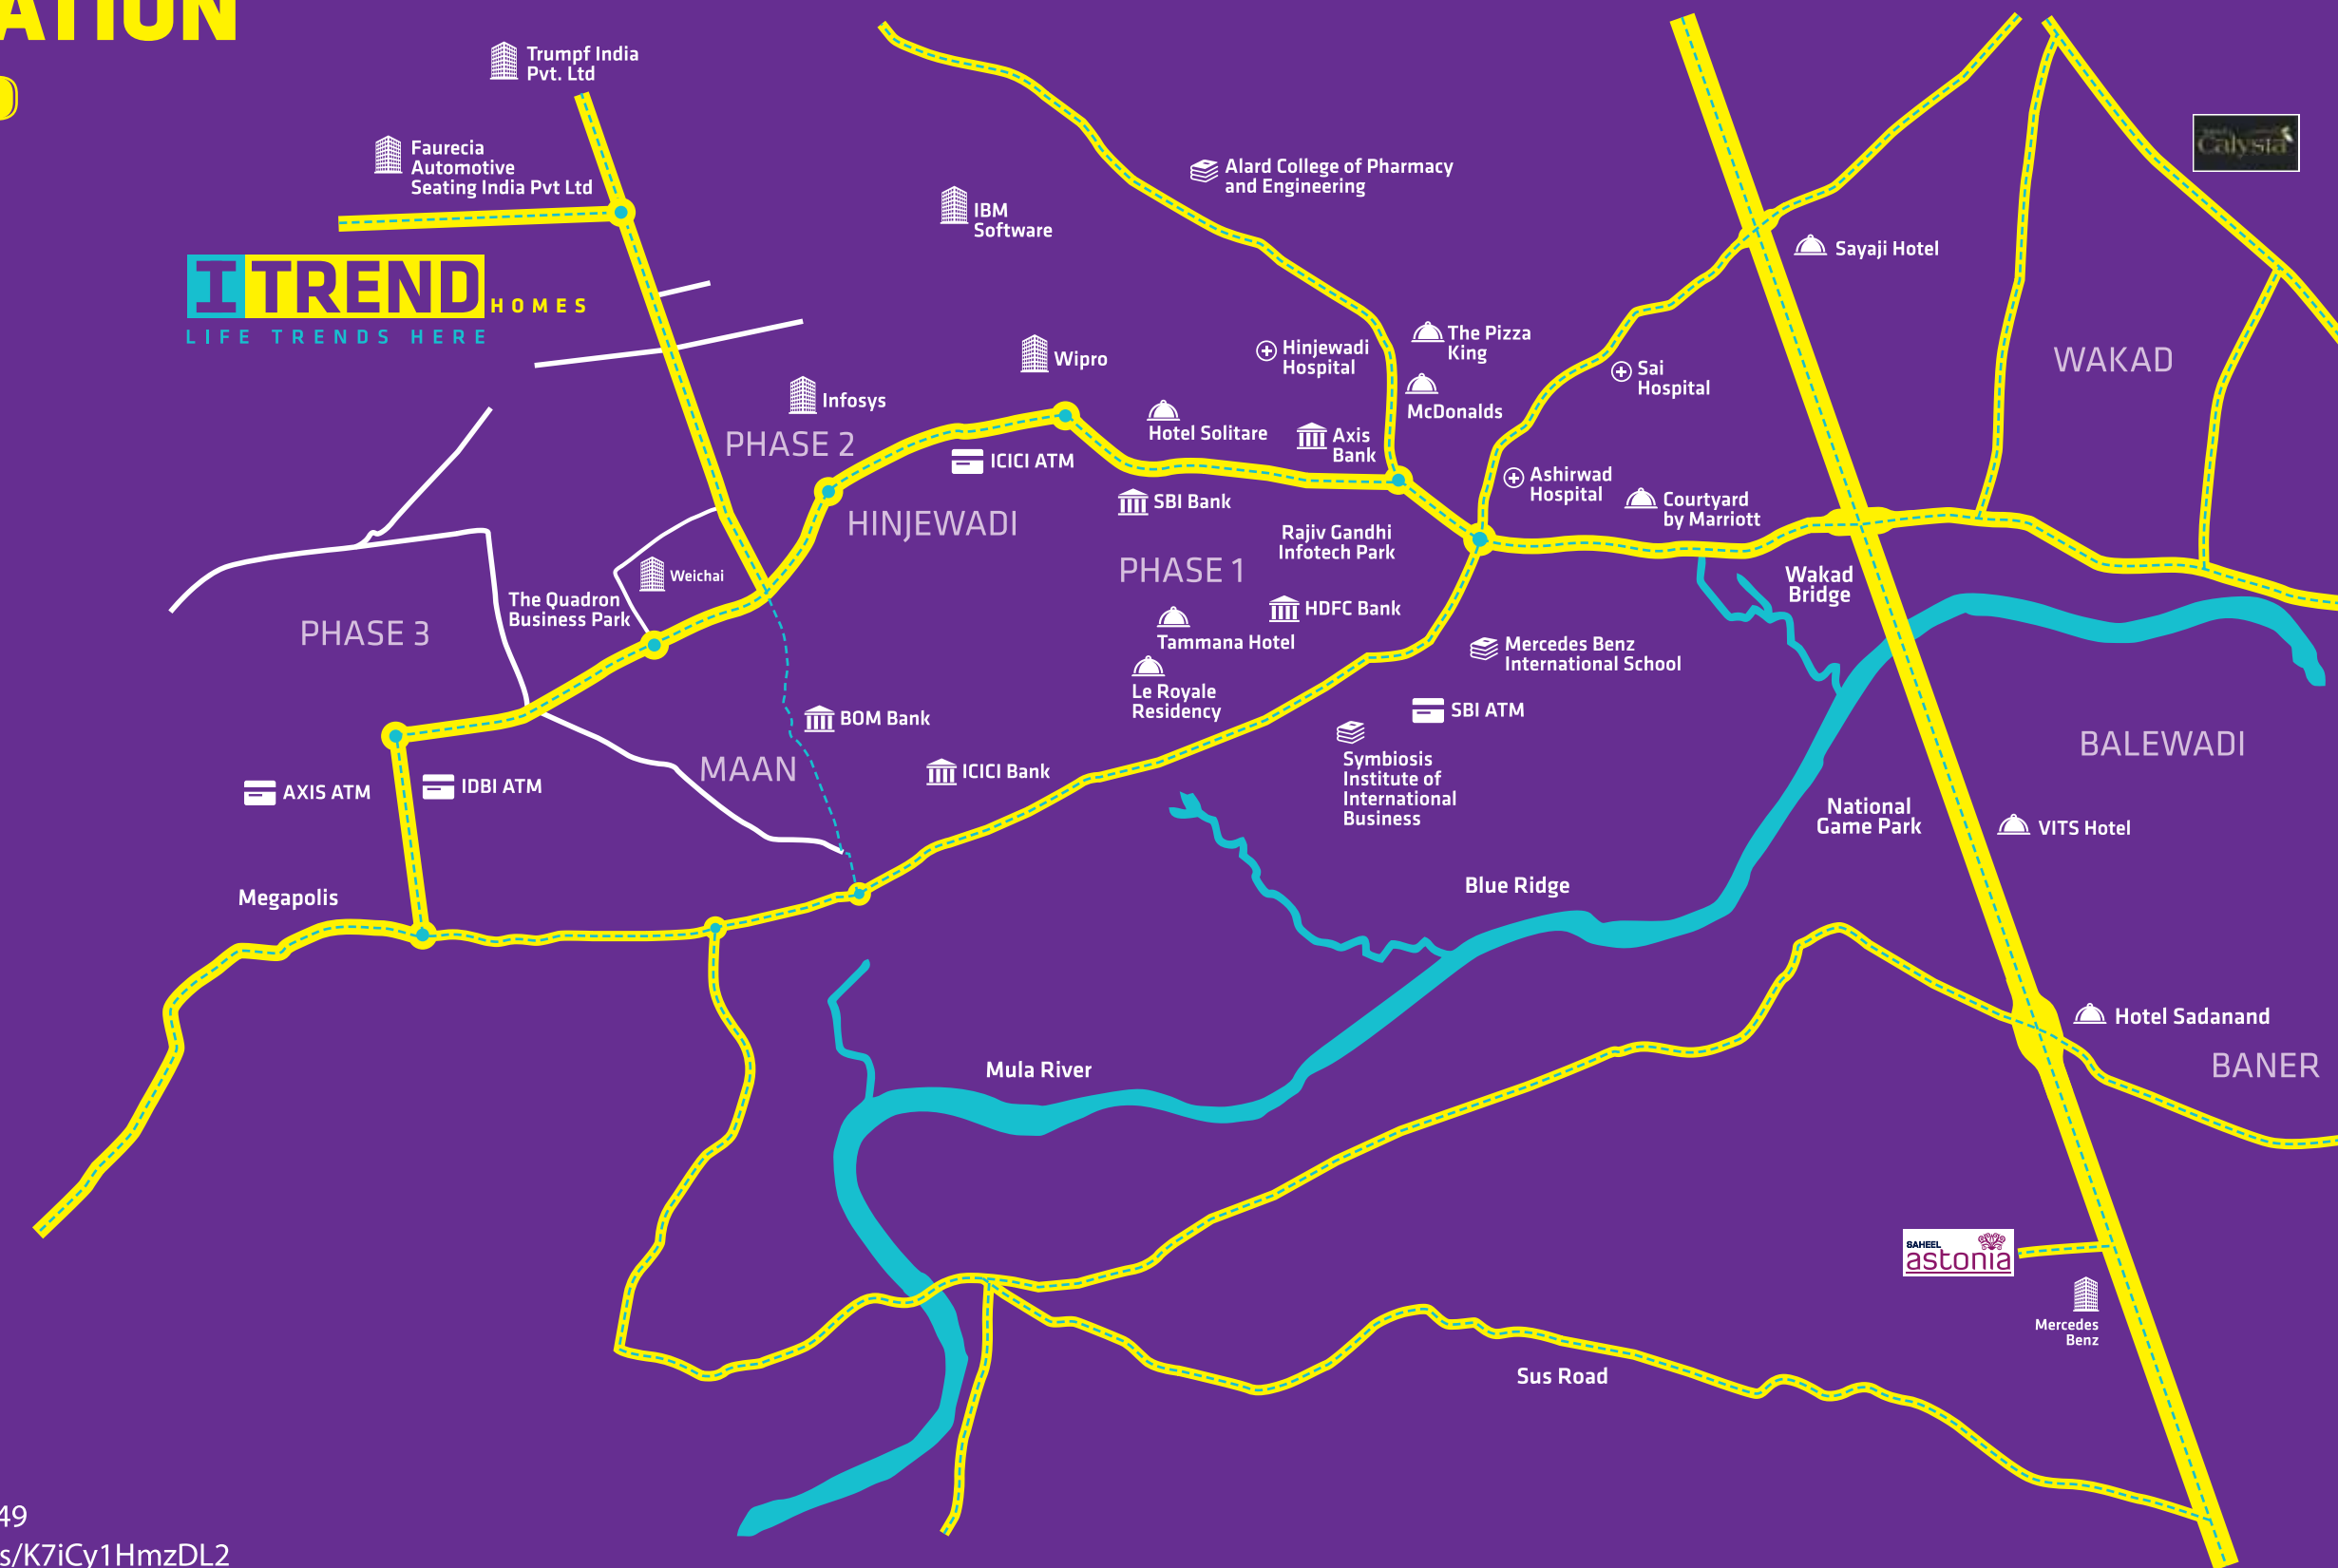 ATION
Trumpf India
Pvt. Ltd
Faurecia
Automotive
Seating India Pvt Ltd
ITREND HOMES
LIFE TRENDS HERE
IBM
Software
Alard College of Pharmacy
and Engineering
Calysta
Sayaji Hotel
Wipro
Infosys
PHASE 2
Hinjewadi
Hospital
The Pizza
King
McDonalds
Sai
Hospital
WAKAD
Hotel Solitare
Axis
Bank
ICICI ATM
SBI Bank
HINJEWADI
Ashirwad
Hospital
Courtyard
by Marriott
Rajiv Gandhi
Infotech Park
PHASE 1
Wakad
Bridge
Weichai
The Quadron
Business Park
PHASE 3
HDFC Bank
Tammana Hotel
Le Royale
Residency
Mercedes Benz
International School
SBI ATM
BOM Bank
MAAN
ICICI Bank
Symbiosis
Institute of
International
Business
BALEWADI
AXIS ATM
IDBI ATM
National
Game Park
VITS Hotel
Megapolis
Blue Ridge
Hotel Sadanand
BANER
Mula River
SAHEEL
astonia
Mercedes
Benz
Sus Road
49
s/K7iCy1HmzDL2